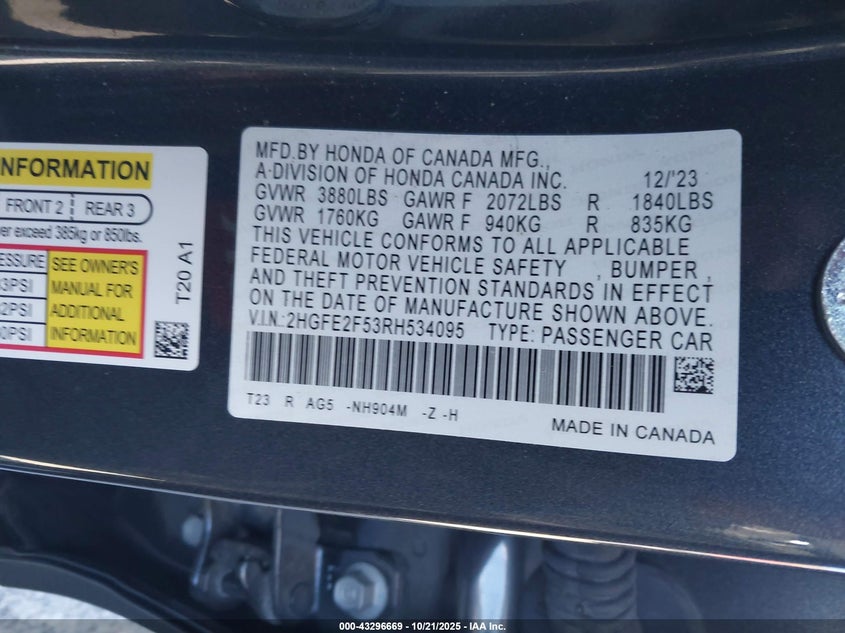 NFORMATION
FRONT 2 REAR 3
er exceed 385kg or 850lbs.
SSURE SEE OWNER'S
3PSI MANUAL FOR
2PSI ADDITIONAL
0PSI INFORMATION
T20 A1
MFD.BY HONDA OF CANADA MFG.,
A-DIVISION OF HONDA CANADA INC. 12/'23
GVWR 3880LBS GAWR F 2072LBS R 1840LBS
GVWR 1760KG GAWR F 940KG R 835KG
THIS VEHICLE CONFORMS TO ALL APPLICABLE
FEDERAL MOTOR VEHICLE SAFETY , BUMPER ,
AND THEFT PREVENTION STANDARDS IN EFFECT
ON THE DATE OF MANUFACTURE SHOWN ABOVE.
V.I.N.:2HGFE2F53RH534095 TYPE: PASSENGER CAR
T23 R AG5 -NH904M -Z -H
MADE IN CANADA
000-43296669 - 10/21/2025 - IAA Inc.